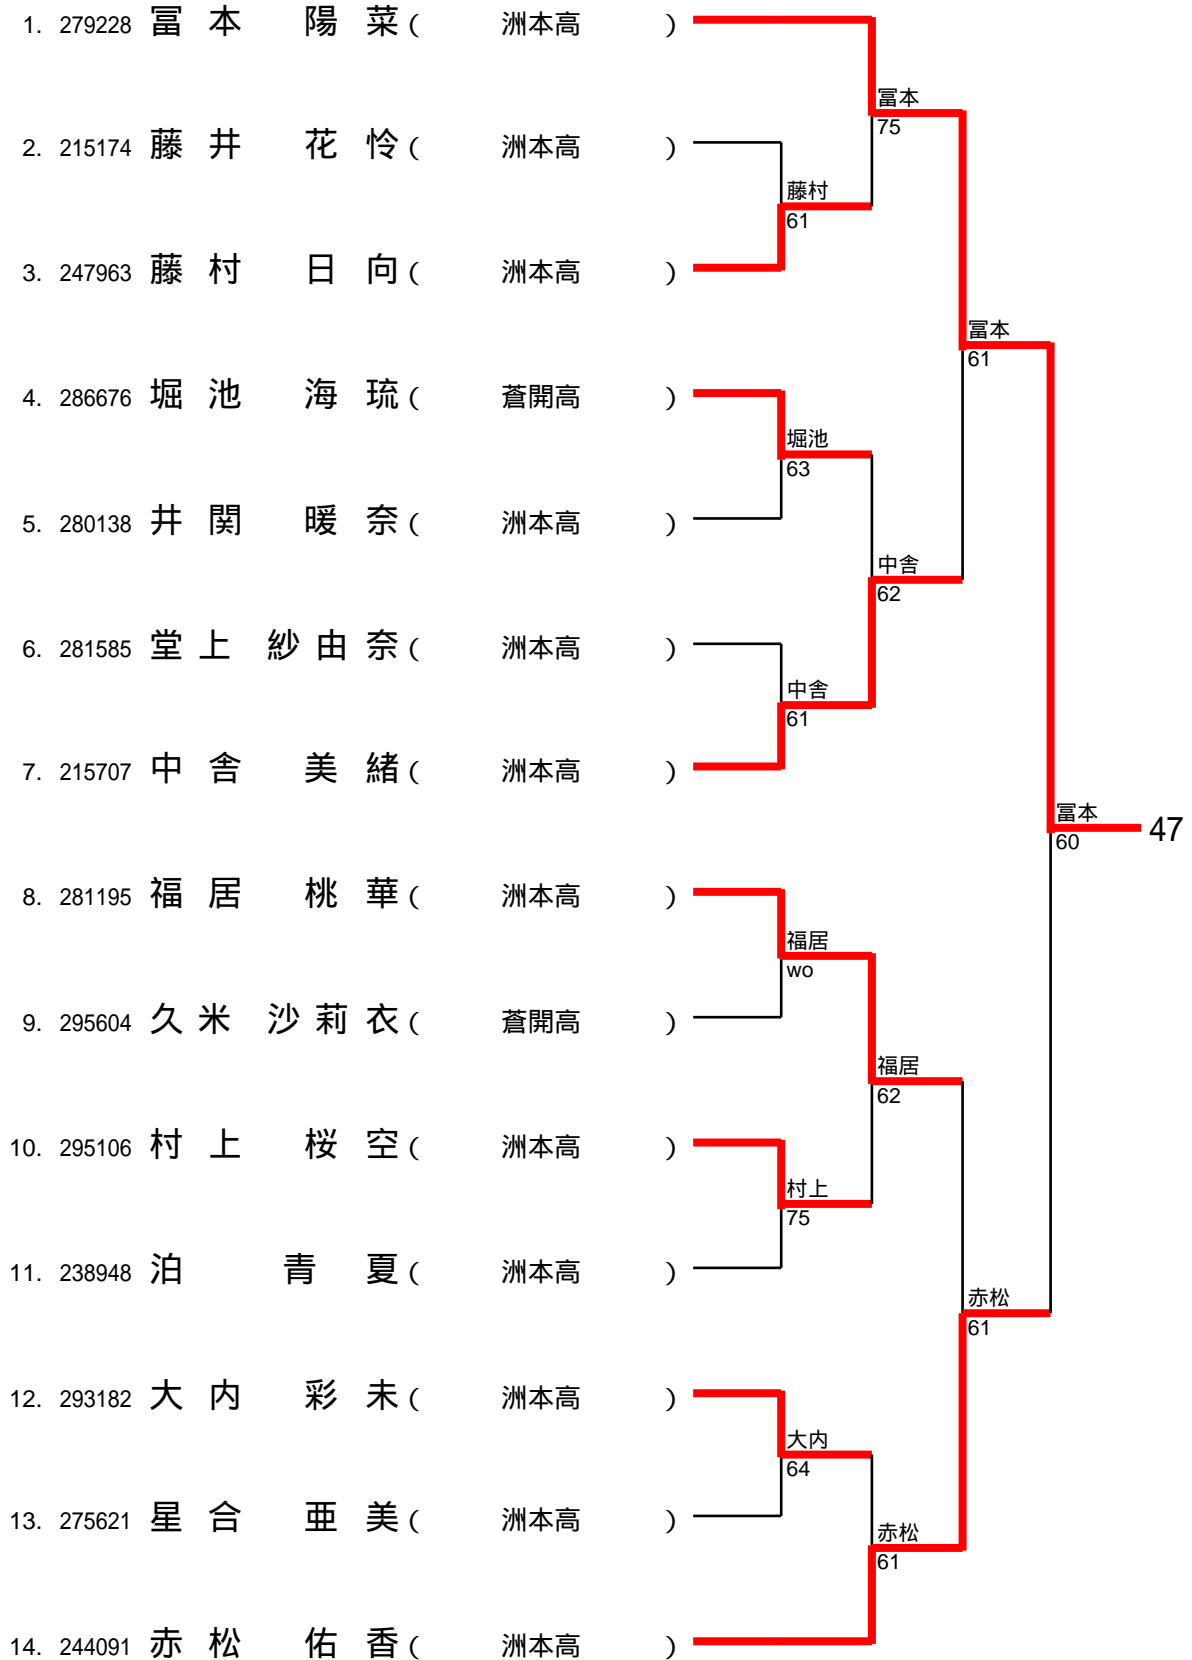 1. 279228 冨本 陽菜 ( 洲本高 )
冨本
75
2. 215174 藤井 花怜 ( 洲本高 )
藤村
61
3. 247963 藤村 日向 ( 洲本高 )
冨本
61
4. 286676 堀池 海琉 ( 蒼開高 )
堀池
63
5. 280138 井関 暖奈 ( 洲本高 )
中舎
62
6. 281585 堂上 紗由奈 ( 洲本高 )
中舎
61
7. 215707 中舎 美緒 ( 洲本高 )
冨本
60
47
8. 281195 福居 桃華 ( 洲本高 )
福居
wo
9. 295604 久米 沙莉衣 ( 蒼開高 )
福居
62
10. 295106 村上 桜空 ( 洲本高 )
村上
75
11. 238948 泊 青夏 ( 洲本高 )
赤松
61
12. 293182 大内 彩未 ( 洲本高 )
大内
64
13. 275621 星合 亜美 ( 洲本高 )
赤松
61
14. 244091 赤松 佑香 ( 洲本高 )